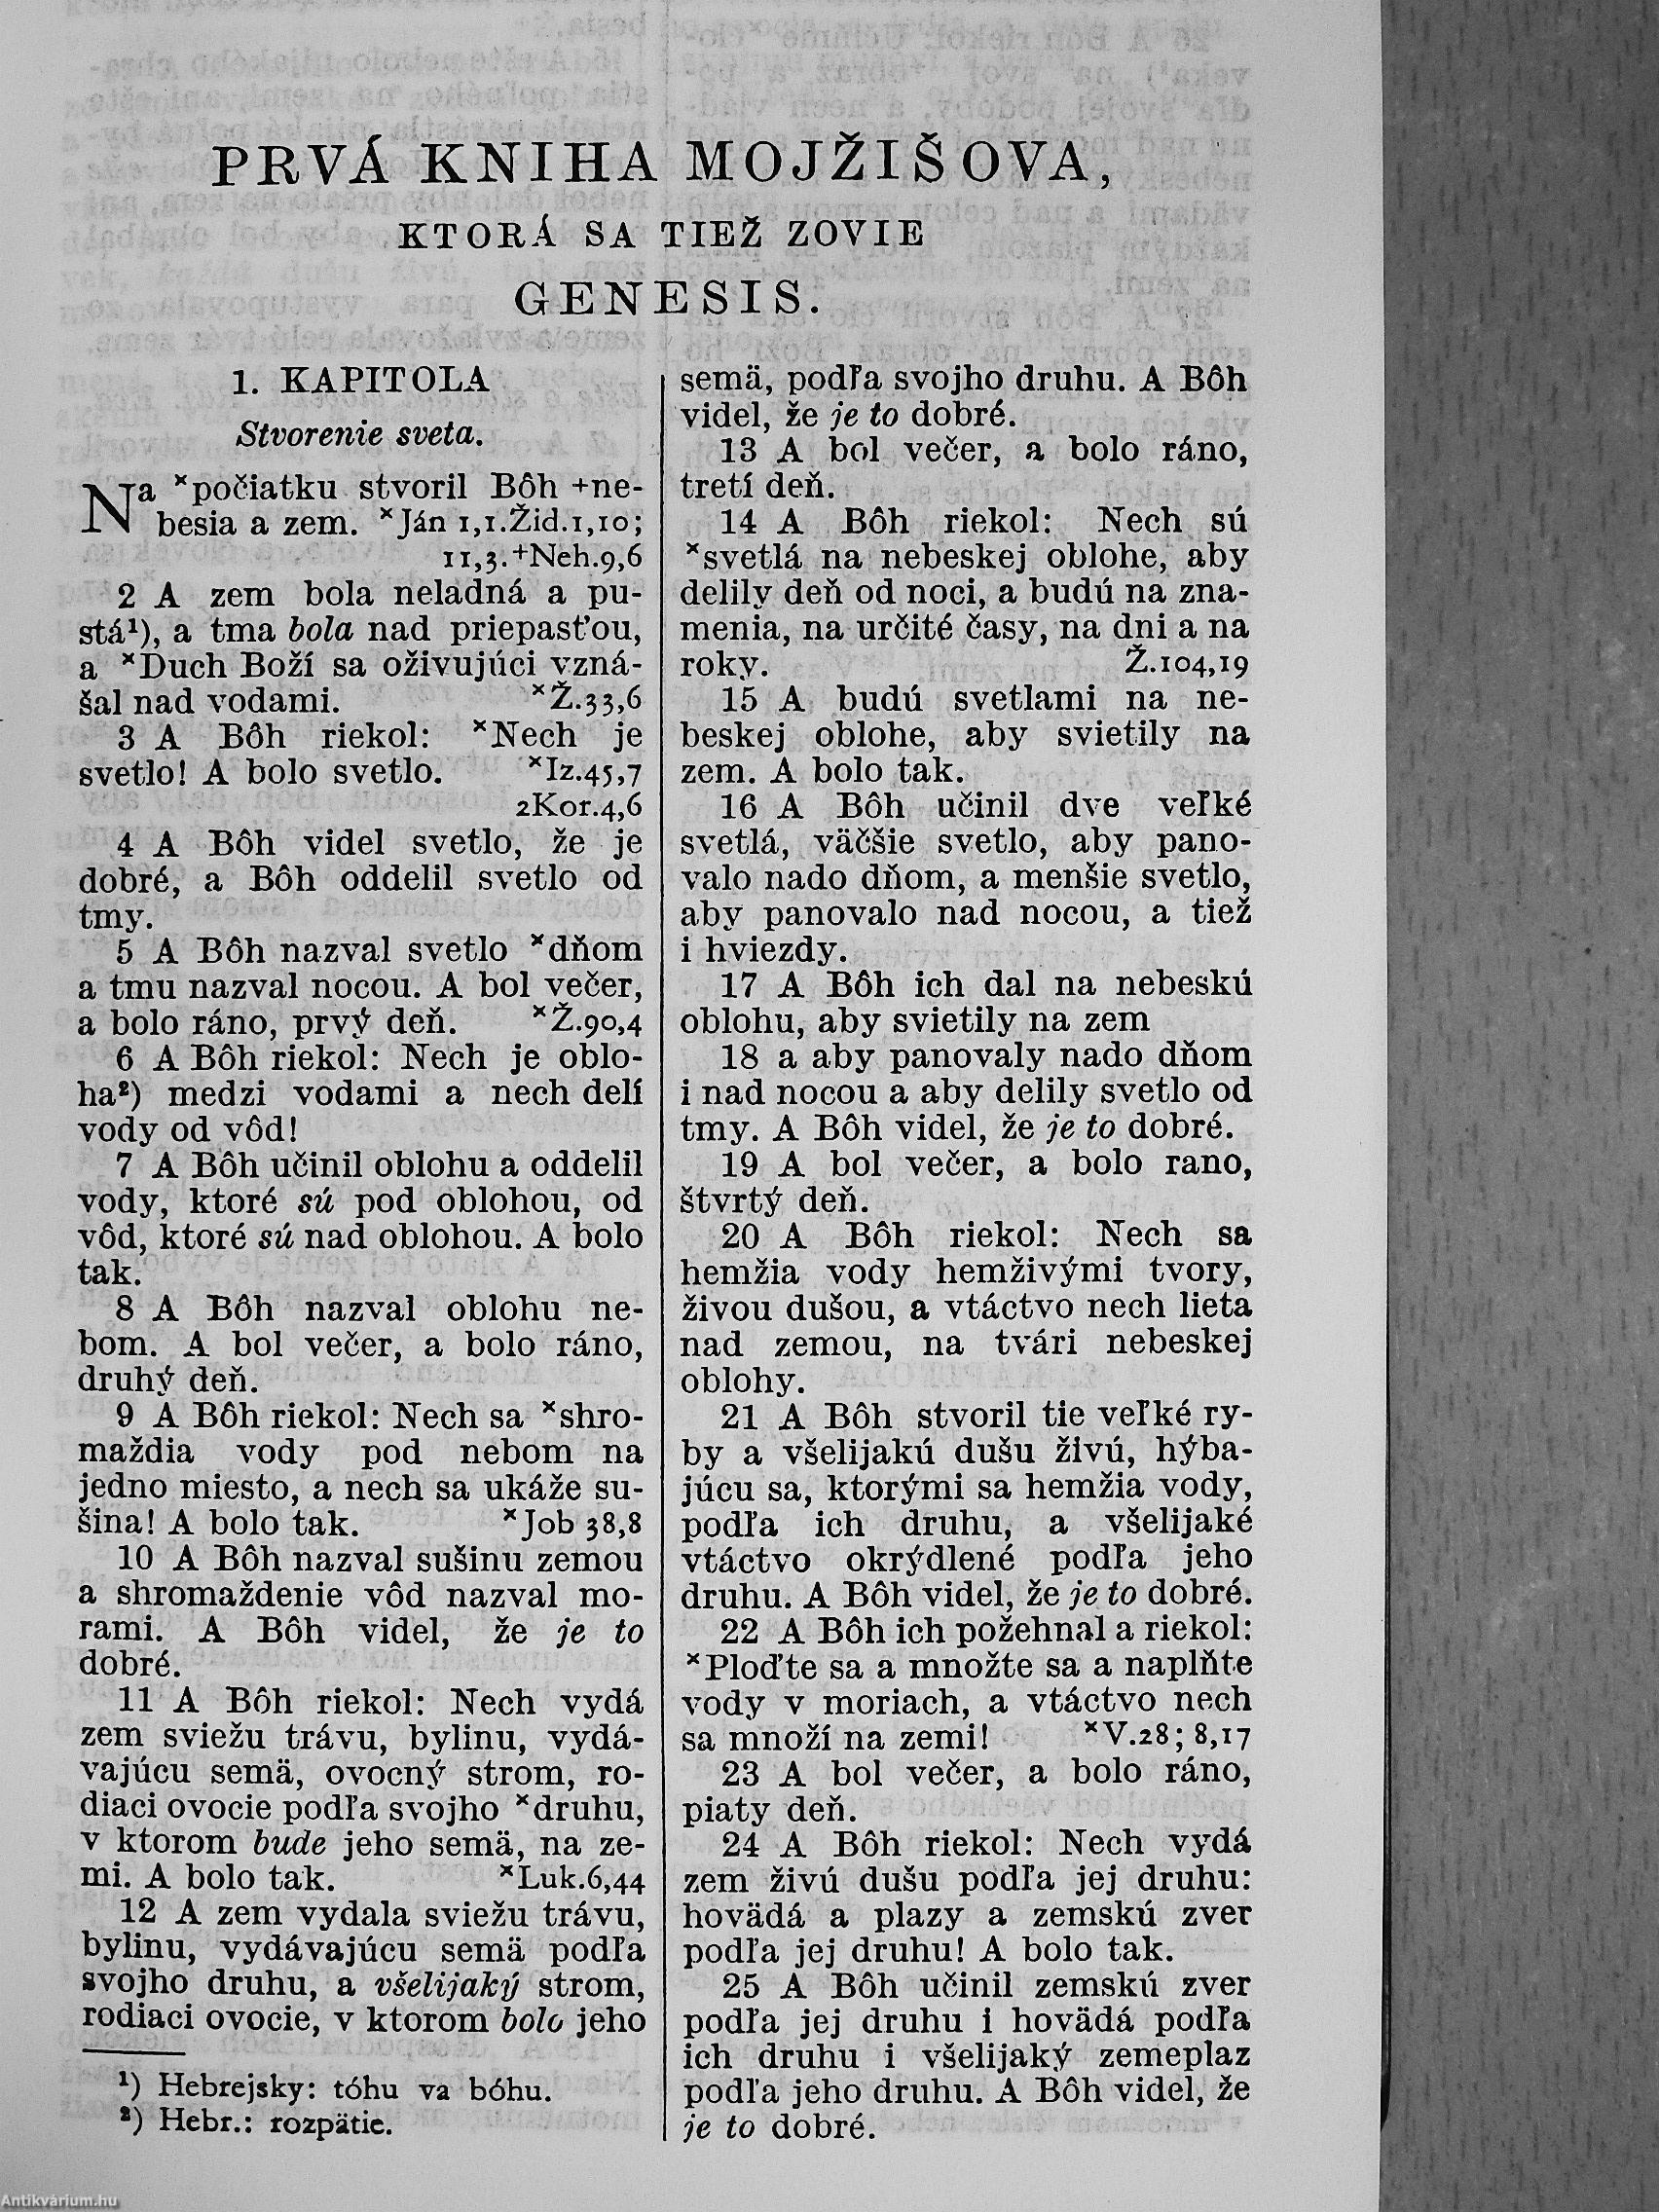 PRVÁ KNIHA MOJŽIŠOVA,
KTORÁ SA TIEŽ ZOVIE
GENESIS.
1. KAPITOLA
Stvorenie sveta.
Na ˣpočiatku stvoril Bôh +ne-
besia a zem. ˣJán 1,1.Žid.1,10;
11,3.+Neh.9,6
2 A zem bola neladná a pu-
stá¹), a tma bola nad priepasťou,
a ˣDuch Boží sa oživujúci vzná-
šal nad vodami. ˣŽ.33,6
3 A Bôh riekol: ˣNech je
svetlo! A bolo svetlo. ˣIz.45,7
2Kor.4,6
4 A Bôh videl svetlo, že je
dobré, a Bôh oddelil svetlo od
tmy.
5 A Bôh nazval svetlo ˣdňom
a tmu nazval nocou. A bol večer,
a bolo ráno, prvý deň. ˣŽ.90,4
6 A Bôh riekol: Nech je oblo-
ha²) medzi vodami a nech delí
vody od vôd!
7 A Bôh učinil oblohu a oddelil
vody, ktoré sú pod oblohou, od
vôd, ktoré sú nad oblohou. A bolo
tak.
8 A Bôh nazval oblohu ne-
bom. A bol večer, a bolo ráno,
druhý deň.
9 A Bôh riekol: Nech sa ˣshro-
maždia vody pod nebom na
jedno miesto, a nech sa ukáže su-
šina! A bolo tak. ˣJob 38,8
10 A Bôh nazval sušinu zemou
a shromaždenie vôd nazval mo-
rami. A Bôh videl, že je to
dobré.
11 A Bôh riekol: Nech vydá
zem sviežu trávu, bylinu, vydá-
vajúcu semä, ovocný strom, ro-
diaci ovocie podľa svojho ˣdruhu,
v ktorom bude jeho semä, na ze-
mi. A bolo tak. ˣLuk.6,44
12 A zem vydala sviežu trávu,
bylinu, vydávajúcu semä podľa
svojho druhu, a všelijaký strom,
rodiaci ovocie, v ktorom bolo jeho
¹) Hebrejsky: tóhu va bóhu.
²) Hebr.: rozpätie.
semä, podľa svojho druhu. A Bôh
videl, že je to dobré.
13 A bol večer, a bolo ráno,
tretí deň.
14 A Bôh riekol: Nech sú
ˣsvetlá na nebeskej oblohe, aby
delily deň od noci, a budú na zna-
menia, na určité časy, na dni a na
roky. Ž.104,19
15 A budú svetlami na ne-
beskej oblohe, aby svietily na
zem. A bolo tak.
16 A Bôh učinil dve veľké
svetlá, väčšie svetlo, aby pano-
valo nado dňom, a menšie svetlo,
aby panovalo nad nocou, a tiež
i hviezdy.
17 A Bôh ich dal na nebeskú
oblohu, aby svietily na zem
18 a aby panovaly nado dňom
i nad nocou a aby delily svetlo od
tmy. A Bôh videl, že je to dobré.
19 A bol večer, a bolo rano,
štvrtý deň.
20 A Bôh riekol: Nech sa
hemžia vody hemživými tvory,
živou dušou, a vtáctvo nech lieta
nad zemou, na tvári nebeskej
oblohy.
21 A Bôh stvoril tie veľké ry-
by a všelijakú dušu živú, hýba-
júcu sa, ktorými sa hemžia vody,
podľa ich druhu, a všelijaké
vtáctvo okrýdlené podľa jeho
druhu. A Bôh videl, že je to dobré.
22 A Bôh ich požehnal a riekol:
ˣPloďte sa a množte sa a naplňte
vody v moriach, a vtáctvo nech
sa množí na zemi! ˣV.28; 8,17
23 A bol večer, a bolo ráno,
piaty deň.
24 A Bôh riekol: Nech vydá
zem živú dušu podľa jej druhu:
hovädá a plazy a zemskú zver
podľa jej druhu! A bolo tak.
25 A Bôh učinil zemskú zver
podľa jej druhu i hovädá podľa
ich druhu i všelijaký zemeplaz
podľa jeho druhu. A Bôh videl, že
je to dobré.
Antikvárium.hu